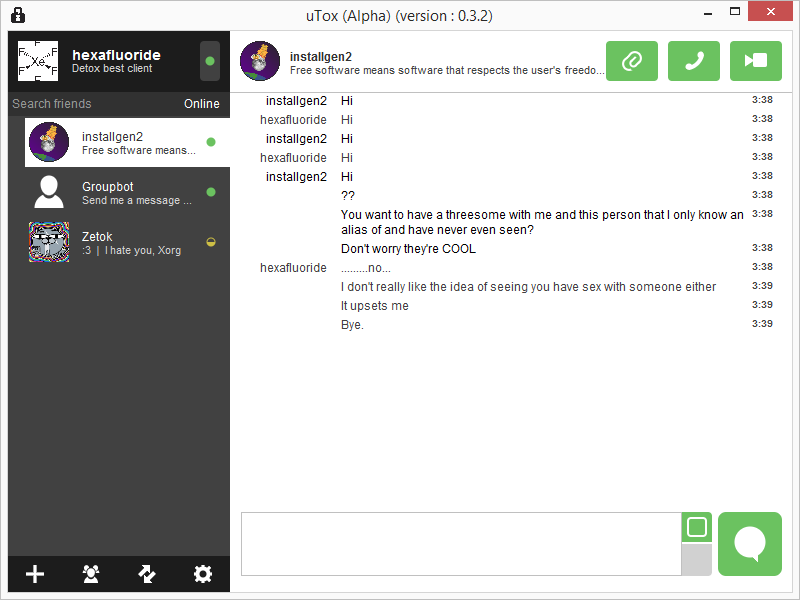 uTox (Alpha) (version : 0.3.2)
F
F F
Xe
F F
F
hexafluoride
Detox best client
Search friends Online
installgen2
Free software means...
Groupbot
Send me a message ...
Zetok
:3 | I hate you, Xorg
installgen2
Free software means software that respects the user's freedo...
installgen2 Hi 3:38
hexafluoride Hi 3:38
installgen2 Hi 3:38
hexafluoride Hi 3:38
installgen2 Hi 3:38
?? 3:38
You want to have a threesome with me and this person that I only know an 3:38
alias of and have never even seen?
Don't worry they're COOL 3:38
hexafluoride .........no... 3:38
I don't really like the idea of seeing you have sex with someone either 3:39
It upsets me 3:39
Bye. 3:39